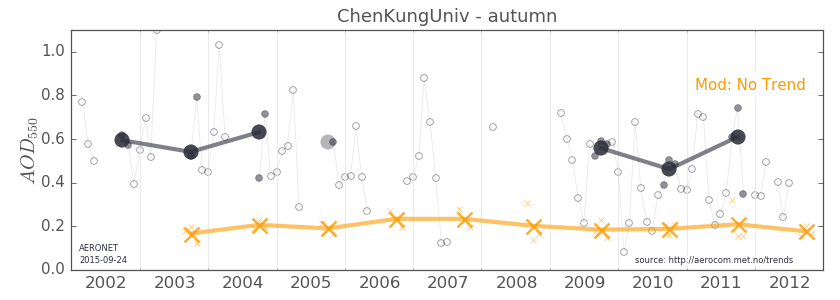 ChenKungUniv - autumn
Mod: No Trend
AOD550
1.0
0.8
0.6
0.4
0.2
0.0
AERONET
2015-09-24
source: http://aerocom.met.no/trends
2002 2003 2004 2005 2006 2007 2008 2009 2010 2011 2012